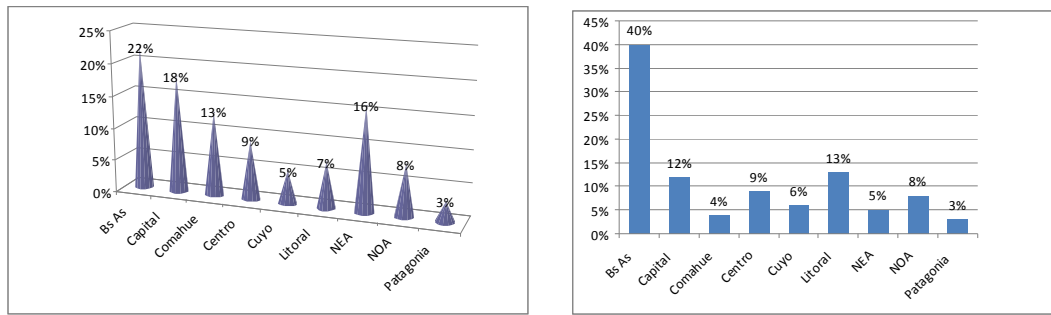 25%
20%
15%
10%
5%
0%
22%
18%
13%
9%
5%
7%
16%
8%
3%
Bs As
Capital
Comahue
Centro
Cuyo
Litoral
NEA
NOA
Patagonia
45%
40%
35%
30%
25%
20%
15%
10%
5%
0%
40%
12%
4%
9%
6%
13%
5%
8%
3%
Bs As
Capital
Comahue
Centro
Cuyo
Litoral
NEA
NOA
Patagonia